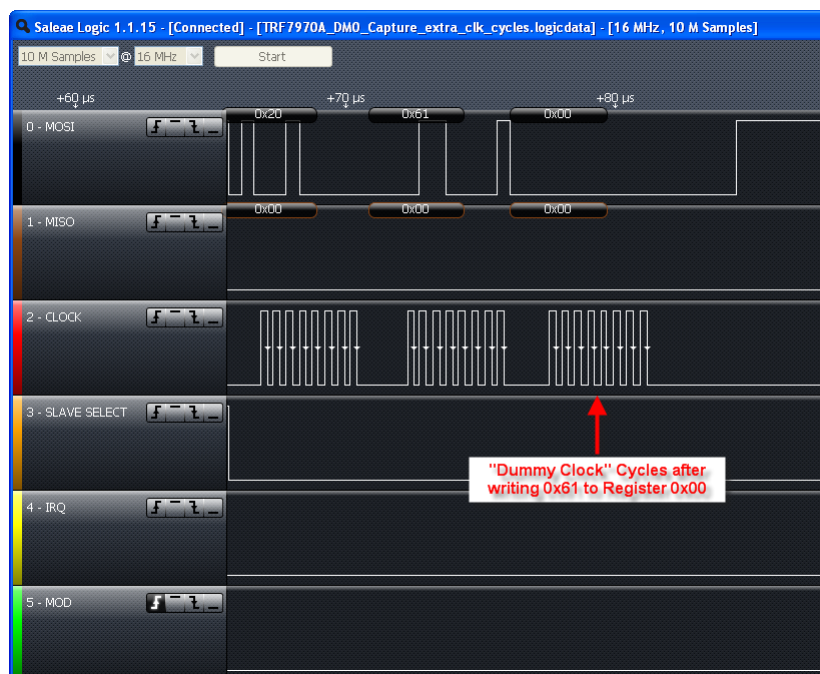 Saleae Logic 1.1.15 - [Connected] - [TRF7970A_DM0_Capture_extra_clk_cycles.logicdata] - [16 MHz, 10 M Samples]
10 M Samples @ 16 MHz Start
+60 µs +70 µs +80 µs
0x20 0x61 0x00
0 - MOSI
0x00 0x00 0x00
1 - MISO
2 - CLOCK
3 - SLAVE SELECT
"Dummy Clock" Cycles after
writing 0x61 to Register 0x00
4 - IRQ
5 - MOD